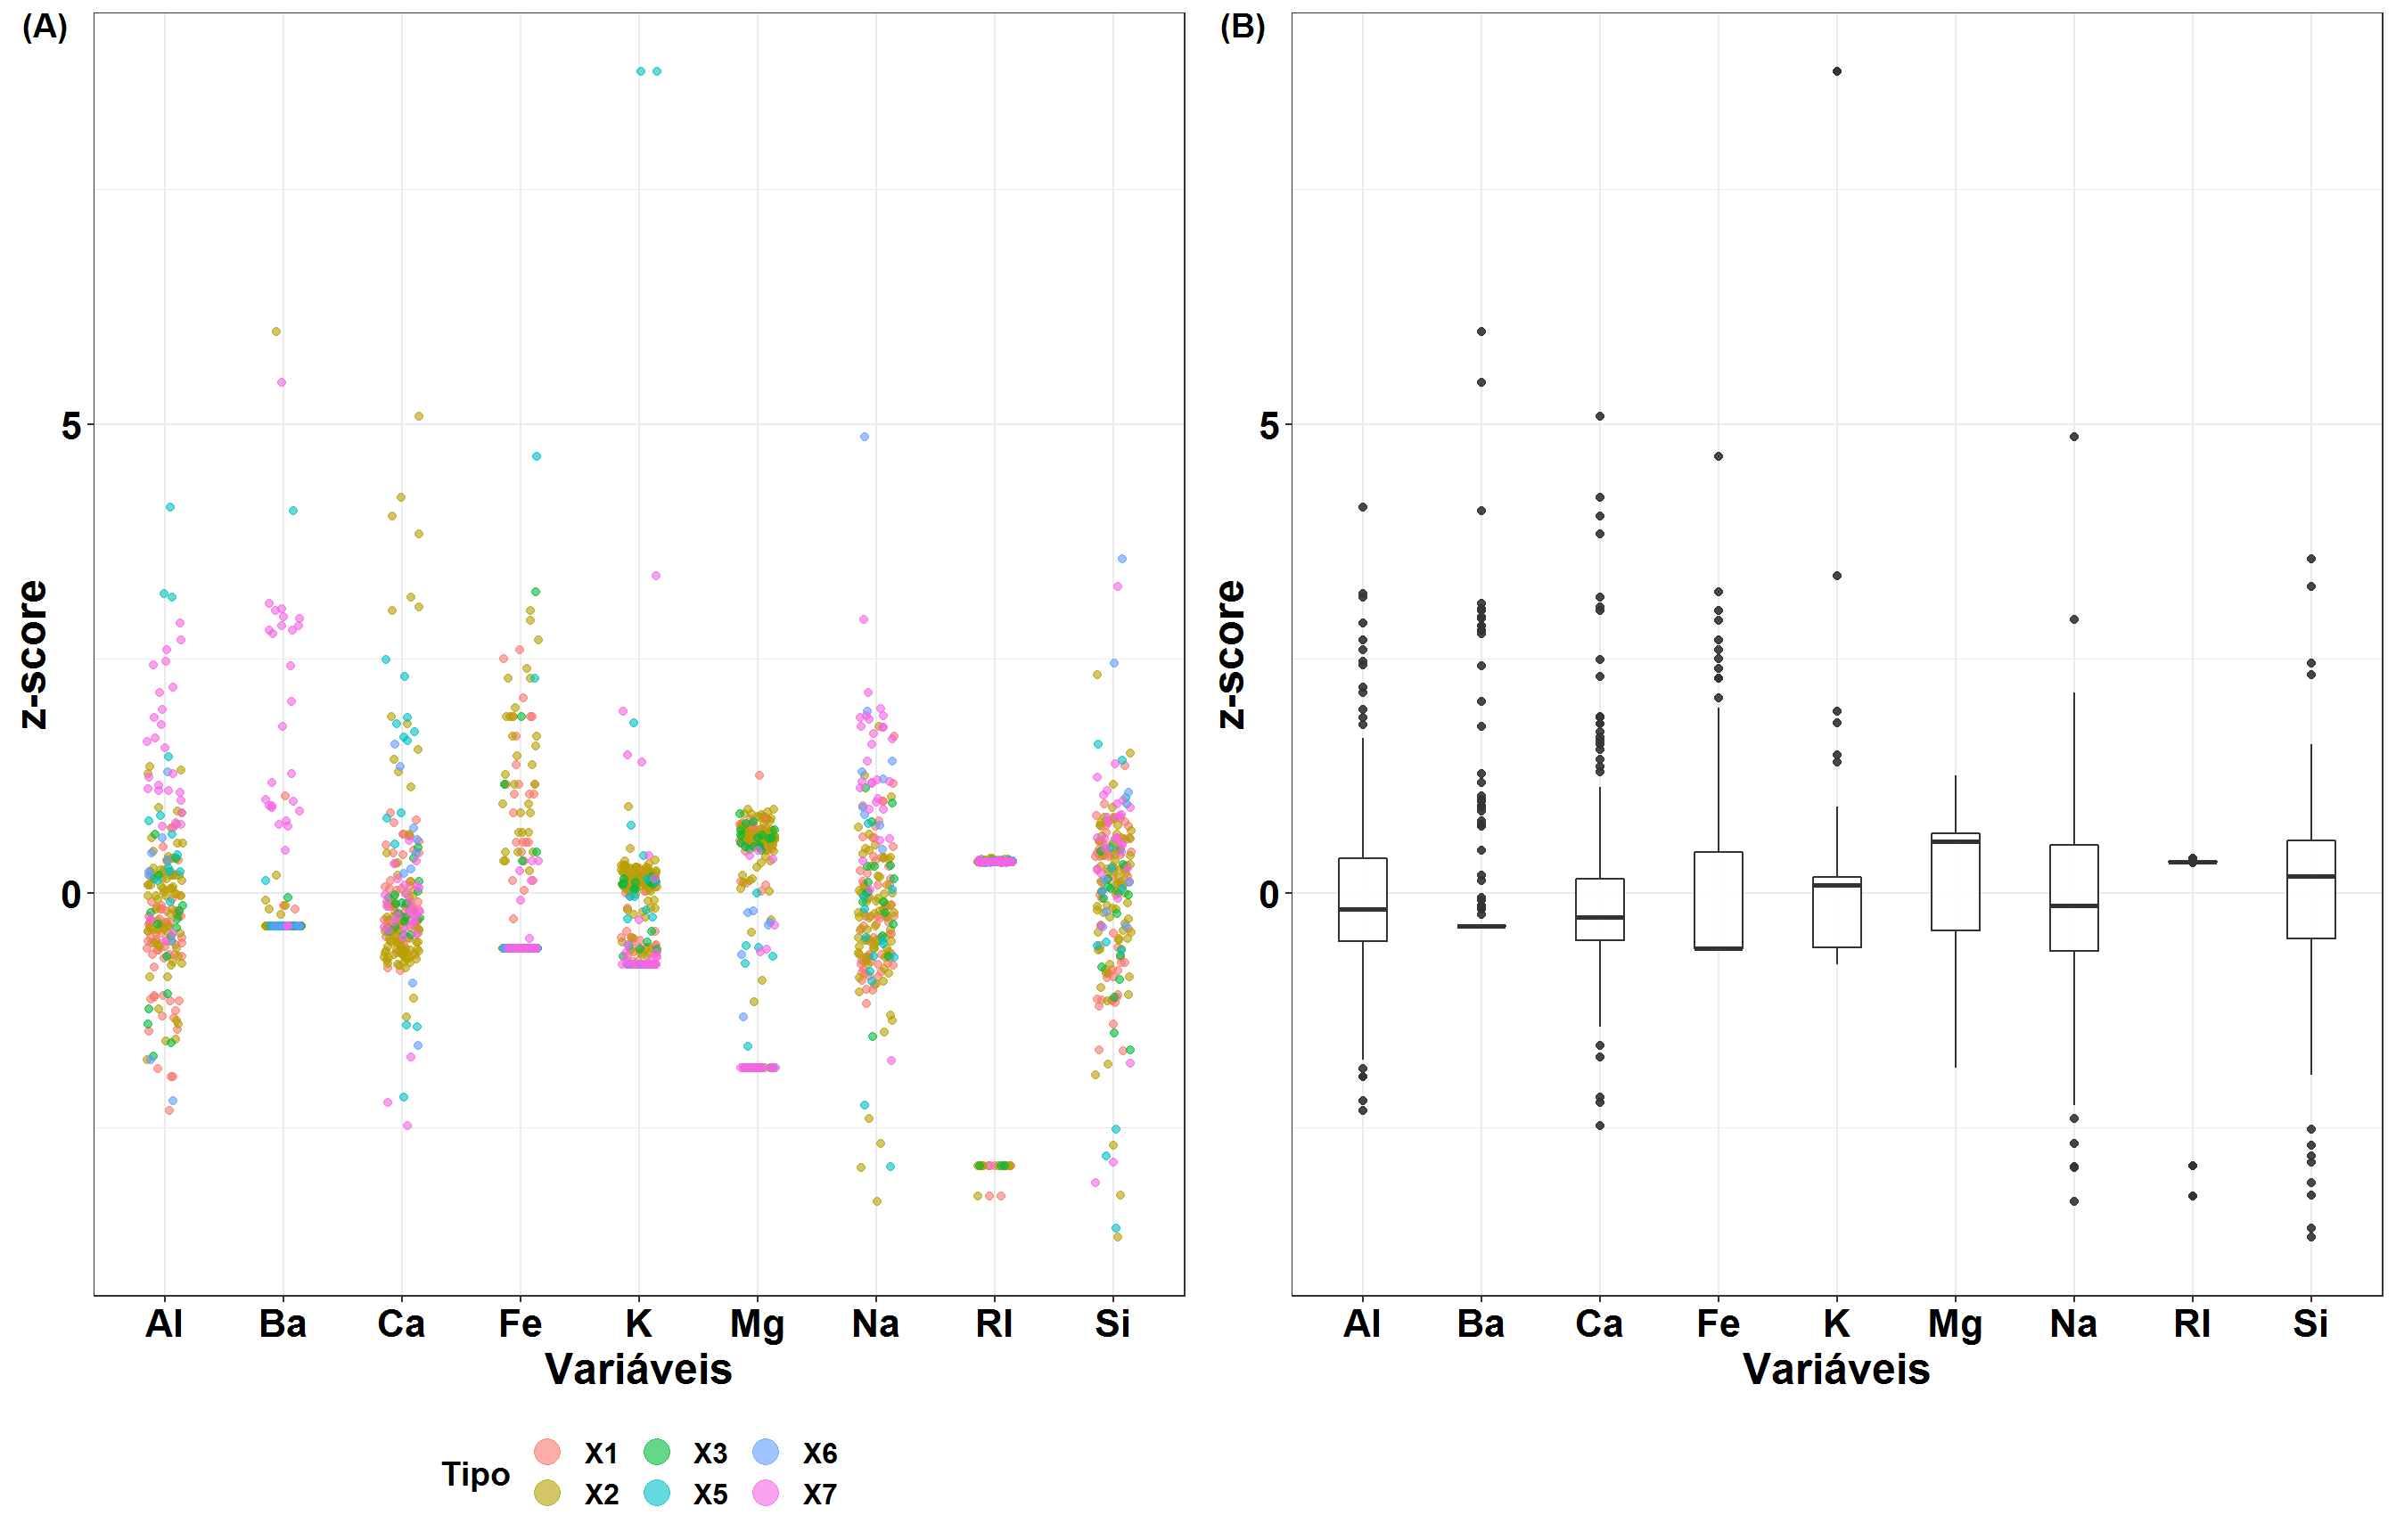 (A)
z-score
5
0
Al Ba Ca Fe K Mg Na RI Si
Variáveis
Tipo
X1 X3 X6
X2 X5 X7
(B)
z-score
5
0
Al Ba Ca Fe K Mg Na RI Si
Variáveis